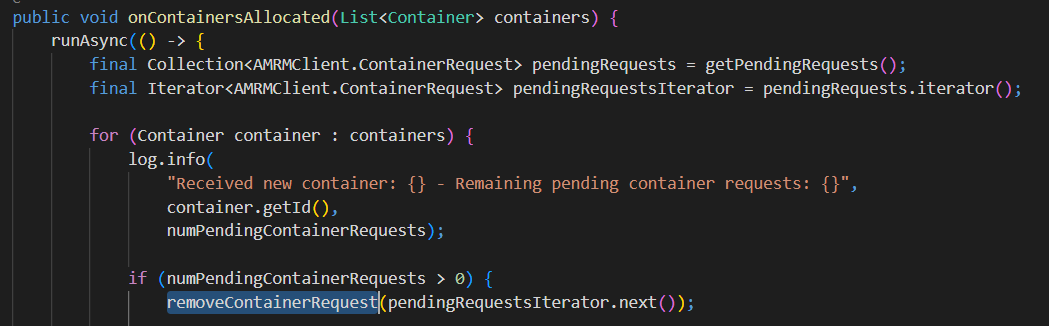 public void onContainersAllocated(List<Container> containers) {
runAsync(() -> {
final Collection<AMRMClient.ContainerRequest> pendingRequests = getPendingRequests();
final Iterator<AMRMClient.ContainerRequest> pendingRequestsIterator = pendingRequests.iterator();
for (Container container : containers) {
log.info(
"Received new container: {} - Remaining pending container requests: {}",
container.getId(),
numPendingContainerRequests);
if (numPendingContainerRequests > 0) {
removeContainerRequest(pendingRequestsIterator.next());